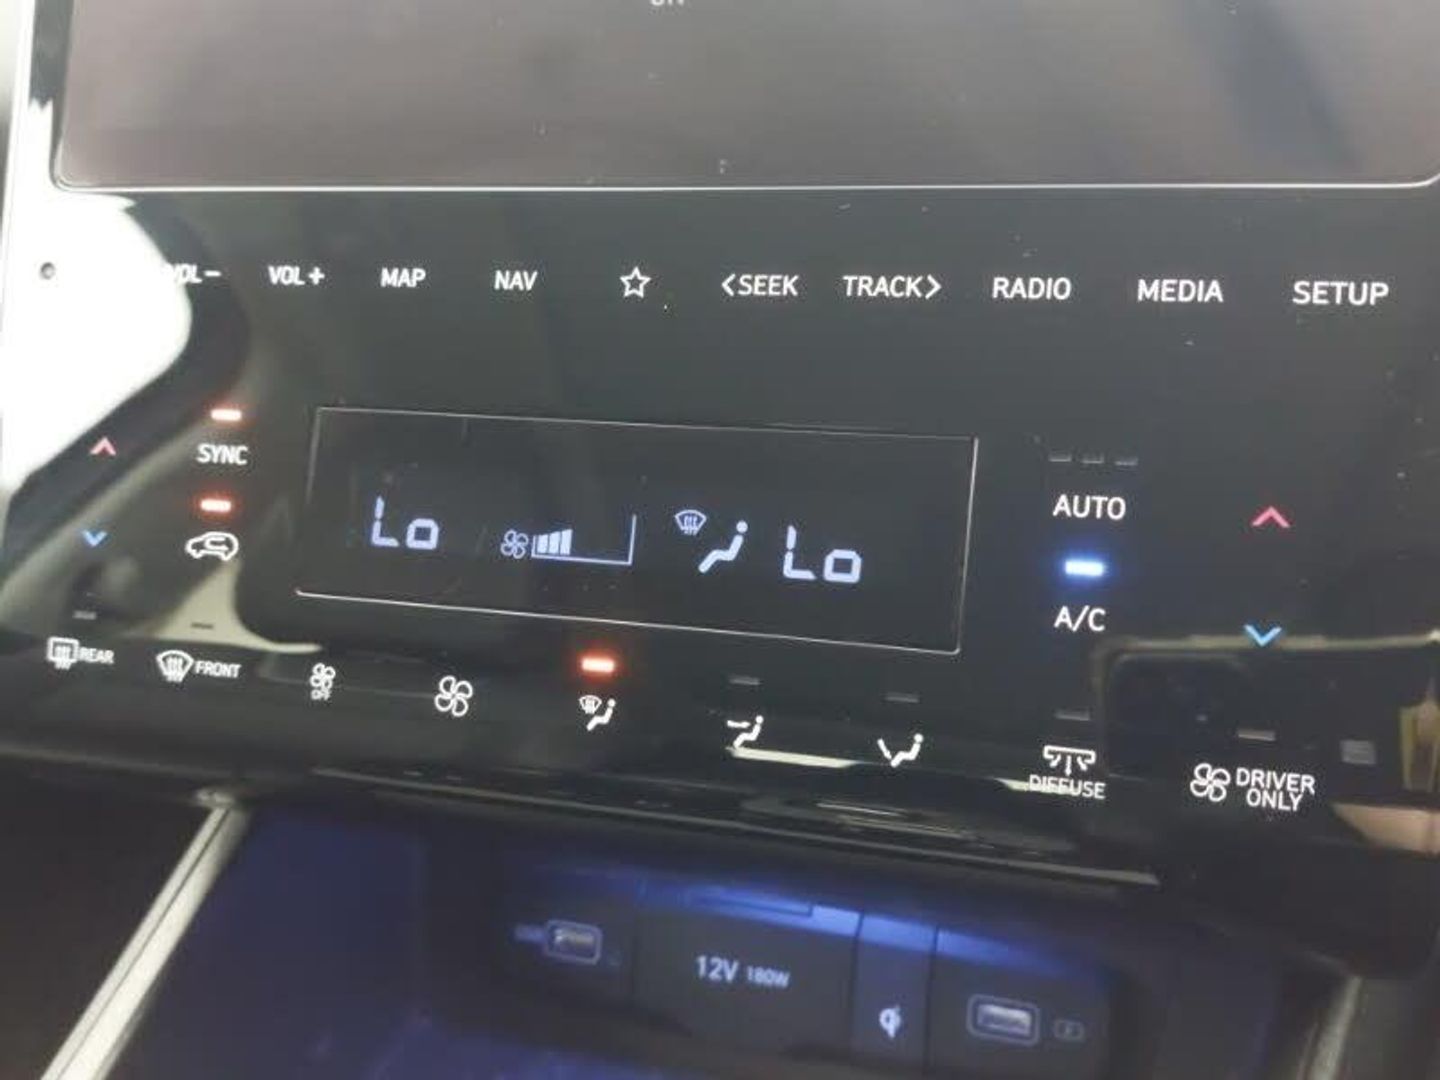 VOL− VOL+ MAP NAV <SEEK TRACK> RADIO MEDIA SETUP
SYNC
AUTO
Lo Lo
A/C
REAR FRONT OFF
DIFFUSE
DRIVER
ONLY
12V 180W